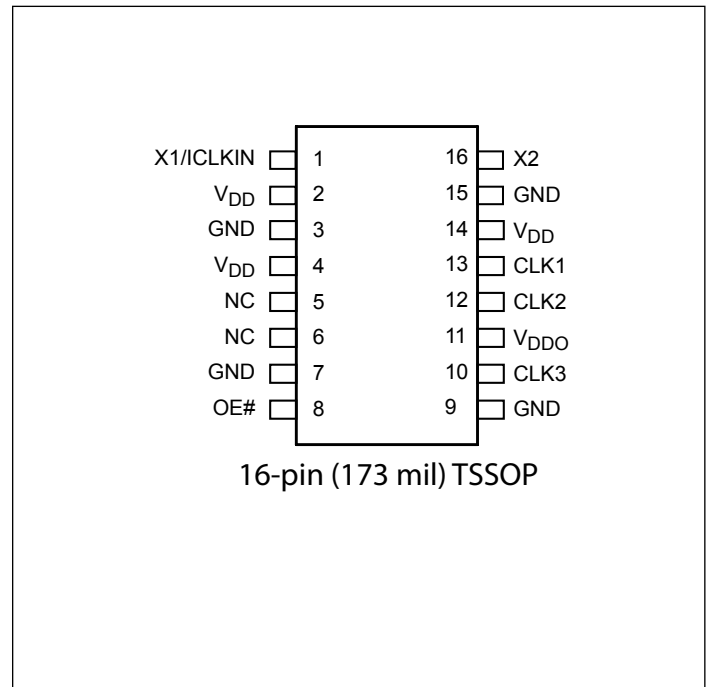 X1/ICLKIN 1 16 X2
VDD 2 15 GND
GND 3 14 VDD
VDD 4 13 CLK1
NC 5 12 CLK2
NC 6 11 VDDO
GND 7 10 CLK3
OE# 8 9 GND
16-pin (173 mil) TSSOP